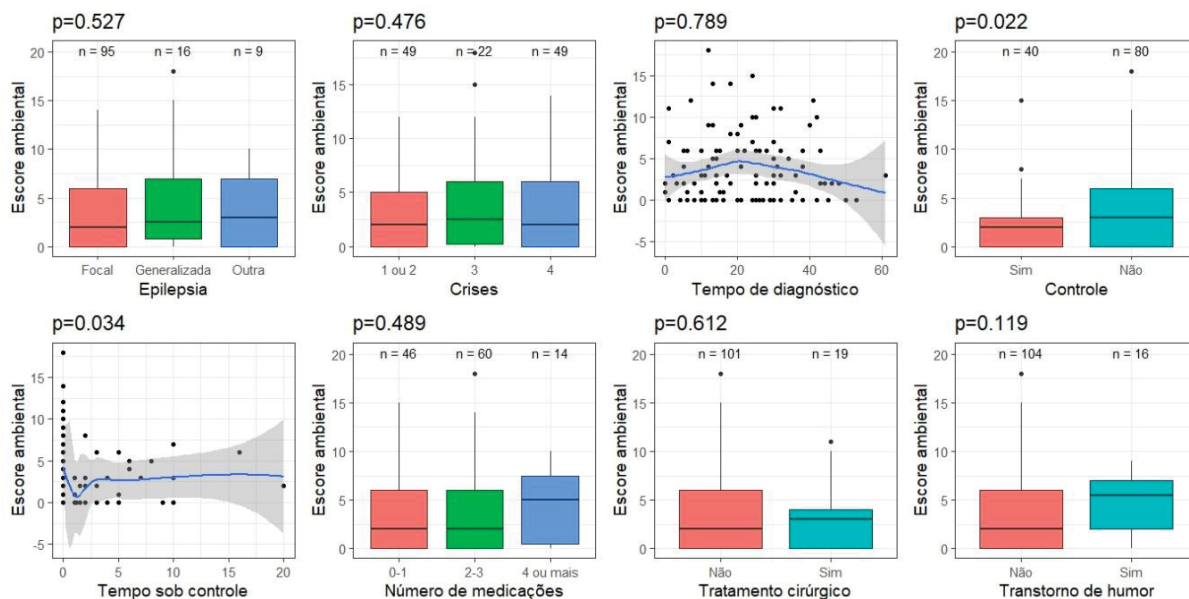 p=0.527
n = 95 n = 16 n = 9
20
15
10
5
0
Escore ambiental
Focal Generalizada Outra
Epilepsia
p=0.476
n = 49 n = 22 n = 49
15
10
5
0
Escore ambiental
1 ou 2 3 4
Crises
p=0.789
15
10
5
0
-5
Escore ambiental
0 20 40 60
Tempo de diagnóstico
p=0.022
n = 40 n = 80
20
15
10
5
0
Escore ambiental
Sim Não
Controle
p=0.034
15
10
5
0
-5
Escore ambiental
0 5 10 15 20
Tempo sob controle
p=0.489
n = 46 n = 60 n = 14
20
15
10
5
0
Escore ambiental
0-1 2-3 4 ou mais
Número de medicações
p=0.612
n = 101 n = 19
20
15
10
5
0
Escore ambiental
Não Sim
Tratamento cirúrgico
p=0.119
n = 104 n = 16
20
15
10
5
0
Escore ambiental
Não Sim
Transtorno de humor